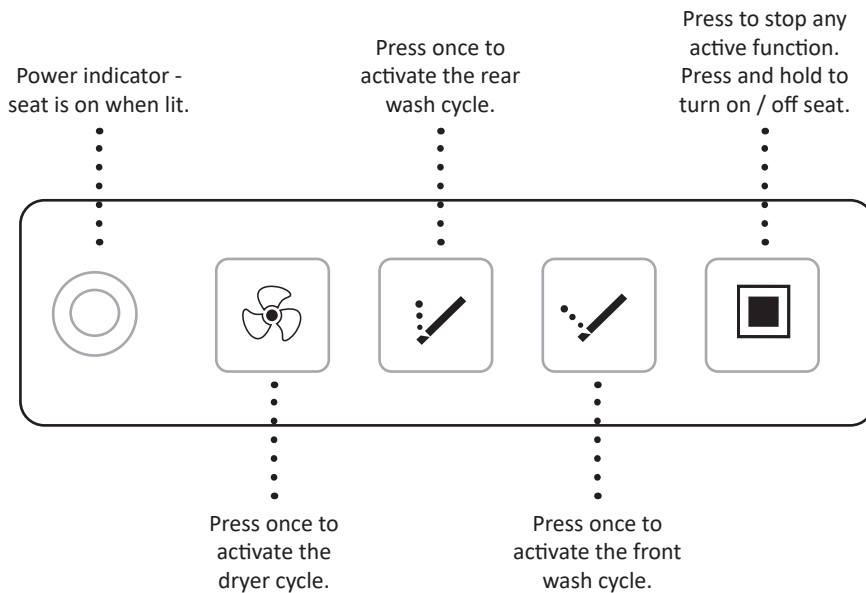 Power indicator -
seat is on when lit.
Press once to
activate the rear
wash cycle.
Press to stop any
active function.
Press and hold to
turn on / off seat.
Press once to
activate the
dryer cycle.
Press once to
activate the front
wash cycle.